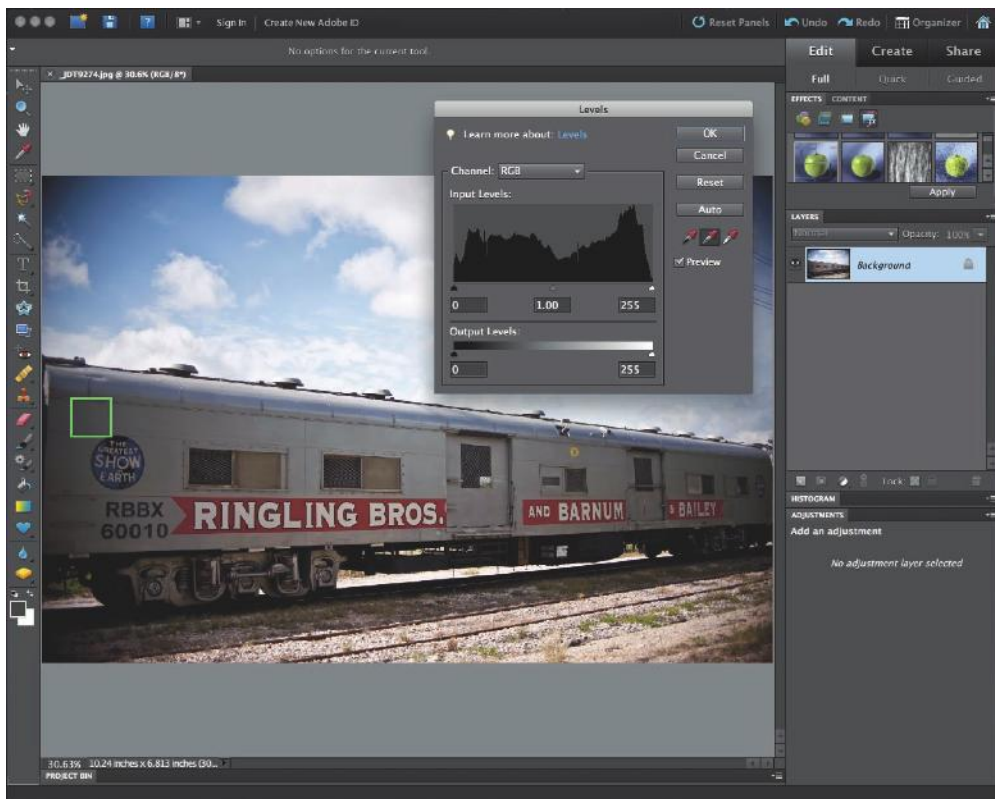 Sign In Create New Adobe ID Reset Panels Undo Redo Organizer
No options for the current tool.
Edit Create Share
_JDT9274.jpg @ 30.6% (RGB/8*)
Full Quick Guided
EFFECTS CONTENT
Apply
Levels
Learn more about: Levels
OK
Cancel
Channel: RGB
Reset
Input Levels:
Auto
Preview
0 1.00 255
Output Levels:
0 255
LAYERS
Normal Opacity: 100%
Background
THE
GREATEST
SHOW
EARTH
RBBX
60010
RINGLING BROS. AND BARNUM & BAILEY
Lock:
HISTOGRAM
ADJUSTMENTS
Add an adjustment
No adjustment layer selected
30.63% 10.24 inches x 6.813 inches (30...
PROJECT BIN